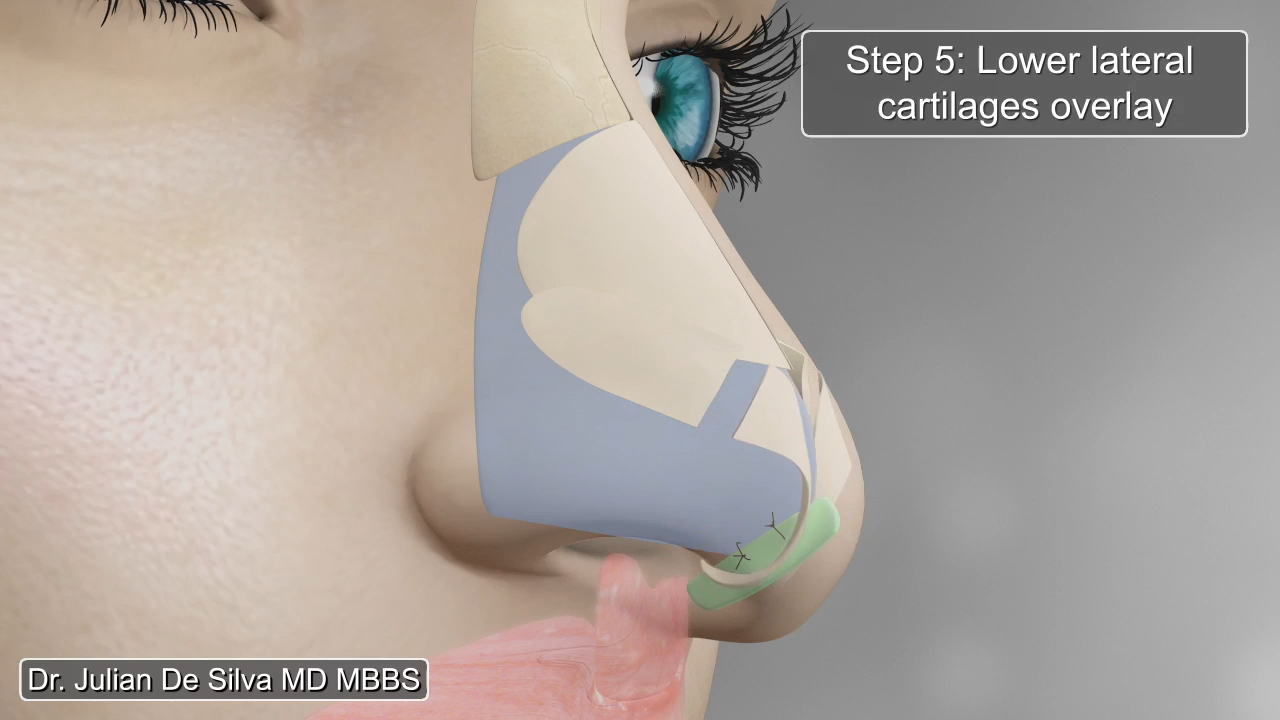 Step 5: Lower lateral
cartilages overlay
Dr. Julian De Silva MD MBBS